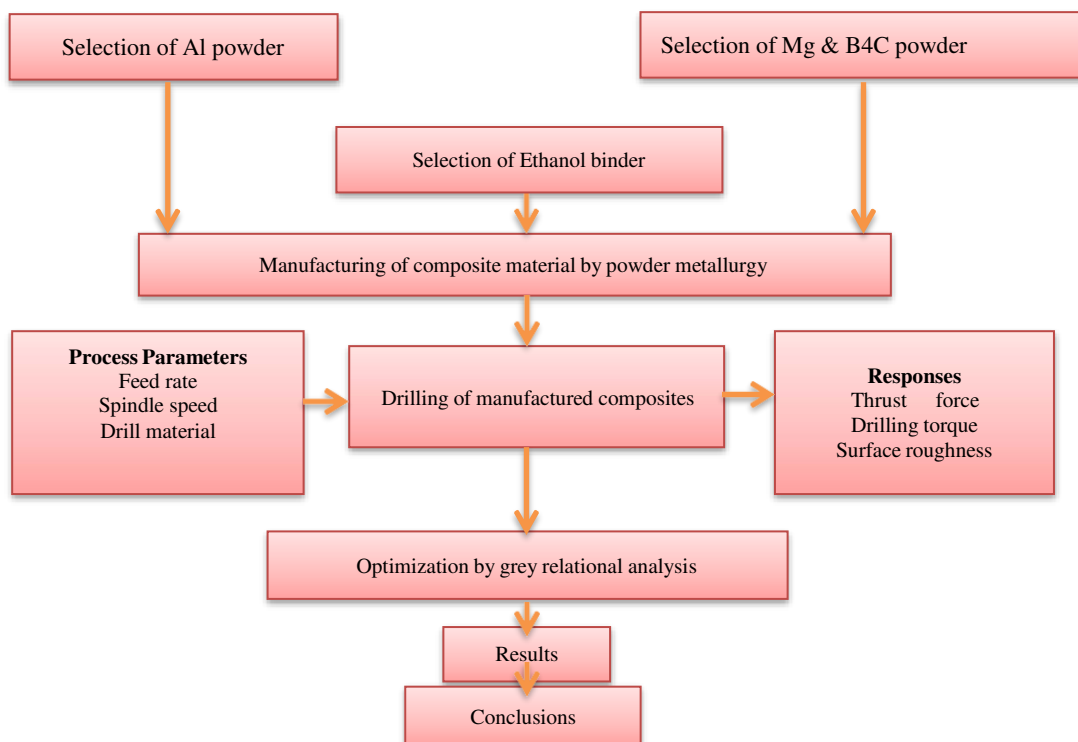 Selection of Al powder
Selection of Mg & B4C powder
Selection of Ethanol binder
Manufacturing of composite material by powder metallurgy
Process Parameters
Feed rate
Spindle speed
Drill material
Drilling of manufactured composites
Responses
Thrust force
Drilling torque
Surface roughness
Optimization by grey relational analysis
Results
Conclusions